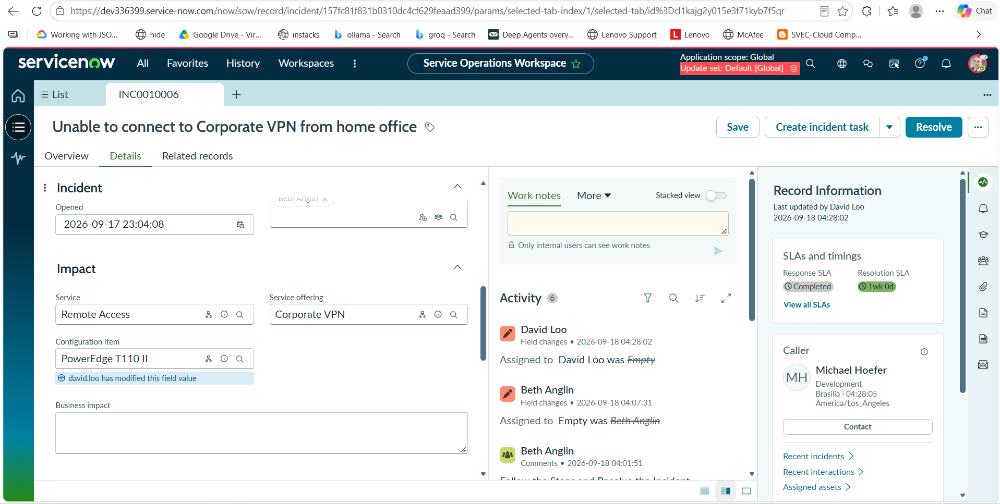 https://dev336399.service-now.com/now/sow/record/incident/157fc81f831b0310dc4cf629feaad399/params/selected-tab-index/1/selected-tab/id%3Dcl1kajg2y015e3f71kyb7f5qr
Chat
Working with JSO...
hide
Google Drive - Vir...
instacks
ollama - Search
groq - Search
Deep Agents overv...
Lenovo Support
L Lenovo
McAfee
SVEC-Cloud Comp...
servicenow
All
Favorites
History
Workspaces
Service Operations Workspace
Application scope: Global
Update set: Default [Global]
List
INC0010006
Unable to connect to Corporate VPN from home office
Save
Create incident task
Resolve
Overview
Details
Related records
Incident
Beth Anglin
Opened
2026-09-17 23:04:08
Impact
Service
Remote Access
Service offering
Corporate VPN
Configuration item
PowerEdge T110 II
david.loo has modified this field value
Business impact
Work notes
More
Stacked view
Only internal users can see work notes
Activity 6
David Loo
Field changes • 2026-09-18 04:28:02
Assigned to David Loo was Empty
Beth Anglin
Field changes • 2026-09-18 04:07:31
Assigned to Empty was Beth Anglin
Beth Anglin
Comments • 2026-09-18 04:01:51
Follow the Steps and Resolve the Incident
Record Information
Last updated by David Loo
2026-09-18 04:28:02
SLAs and timings
Response SLA
Resolution SLA
Completed
1wk 0d
View all SLAs
Caller
MH
Michael Hoefer
Development
Brasilia · 04:28:05
America/Los_Angeles
Contact
Recent incidents
Recent interactions
Assigned assets